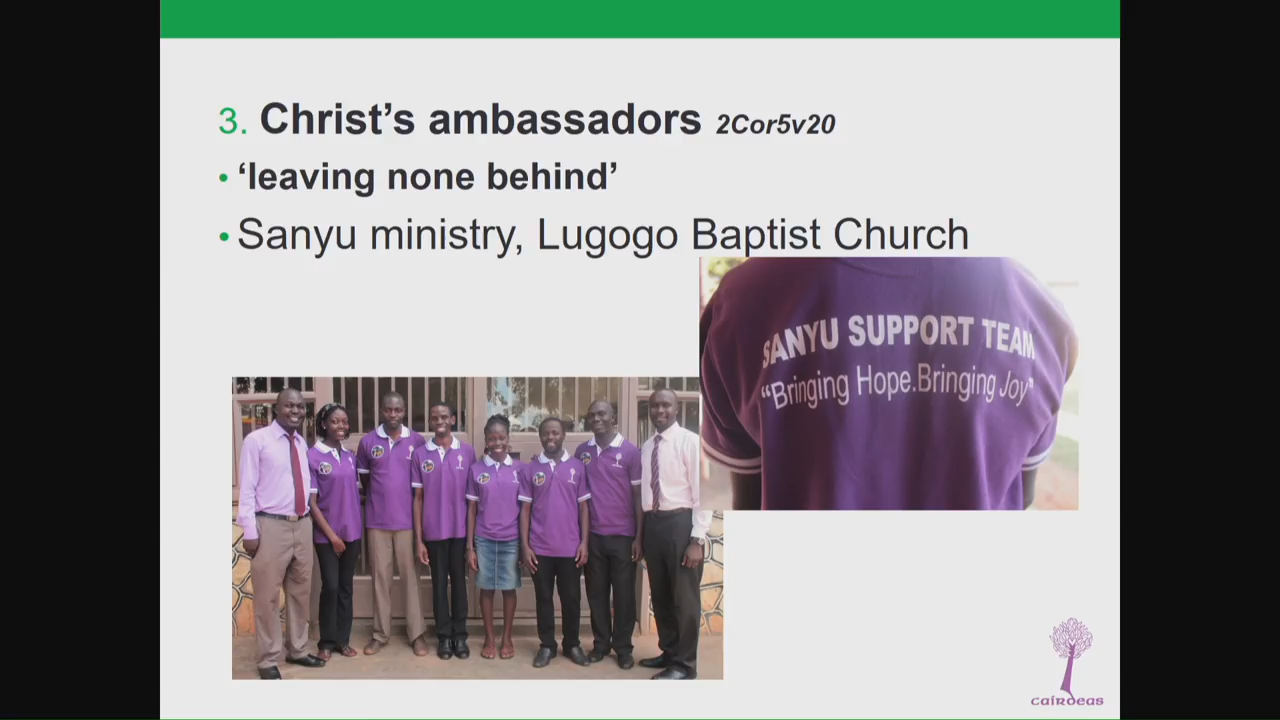 3. Christ’s ambassadors 2Cor5v20
• ‘leaving none behind’
• Sanyu ministry, Lugogo Baptist Church
SANYU SUPPORT TEAM
“Bringing Hope.Bringing Joy”
caırdeas